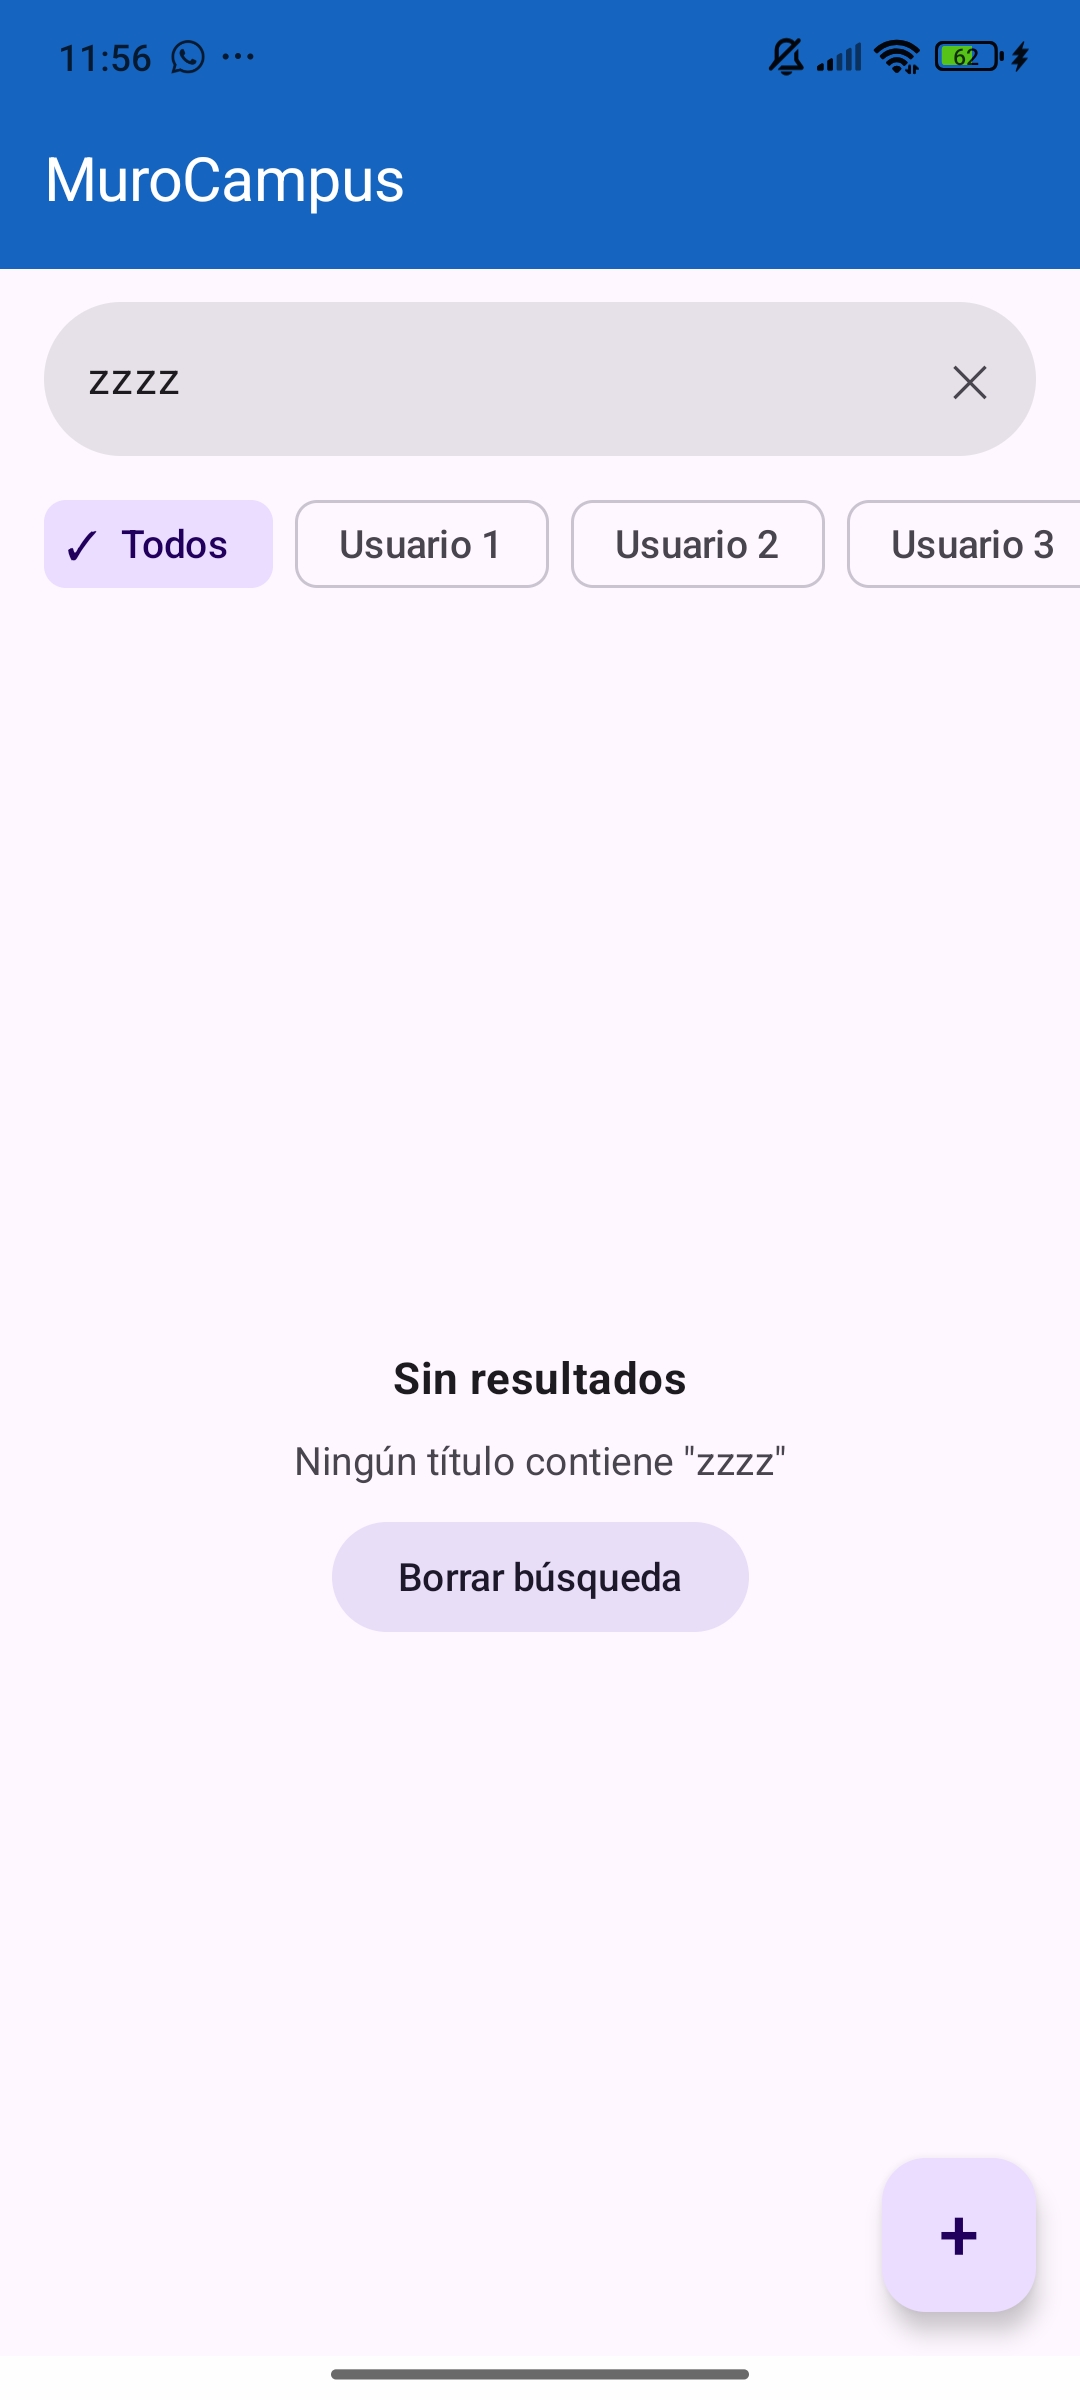 11:56
62
MuroCampus
zzzz
✓ Todos
Usuario 1
Usuario 2
Usuario 3
Sin resultados
Ningún título contiene "zzzz"
Borrar búsqueda
+